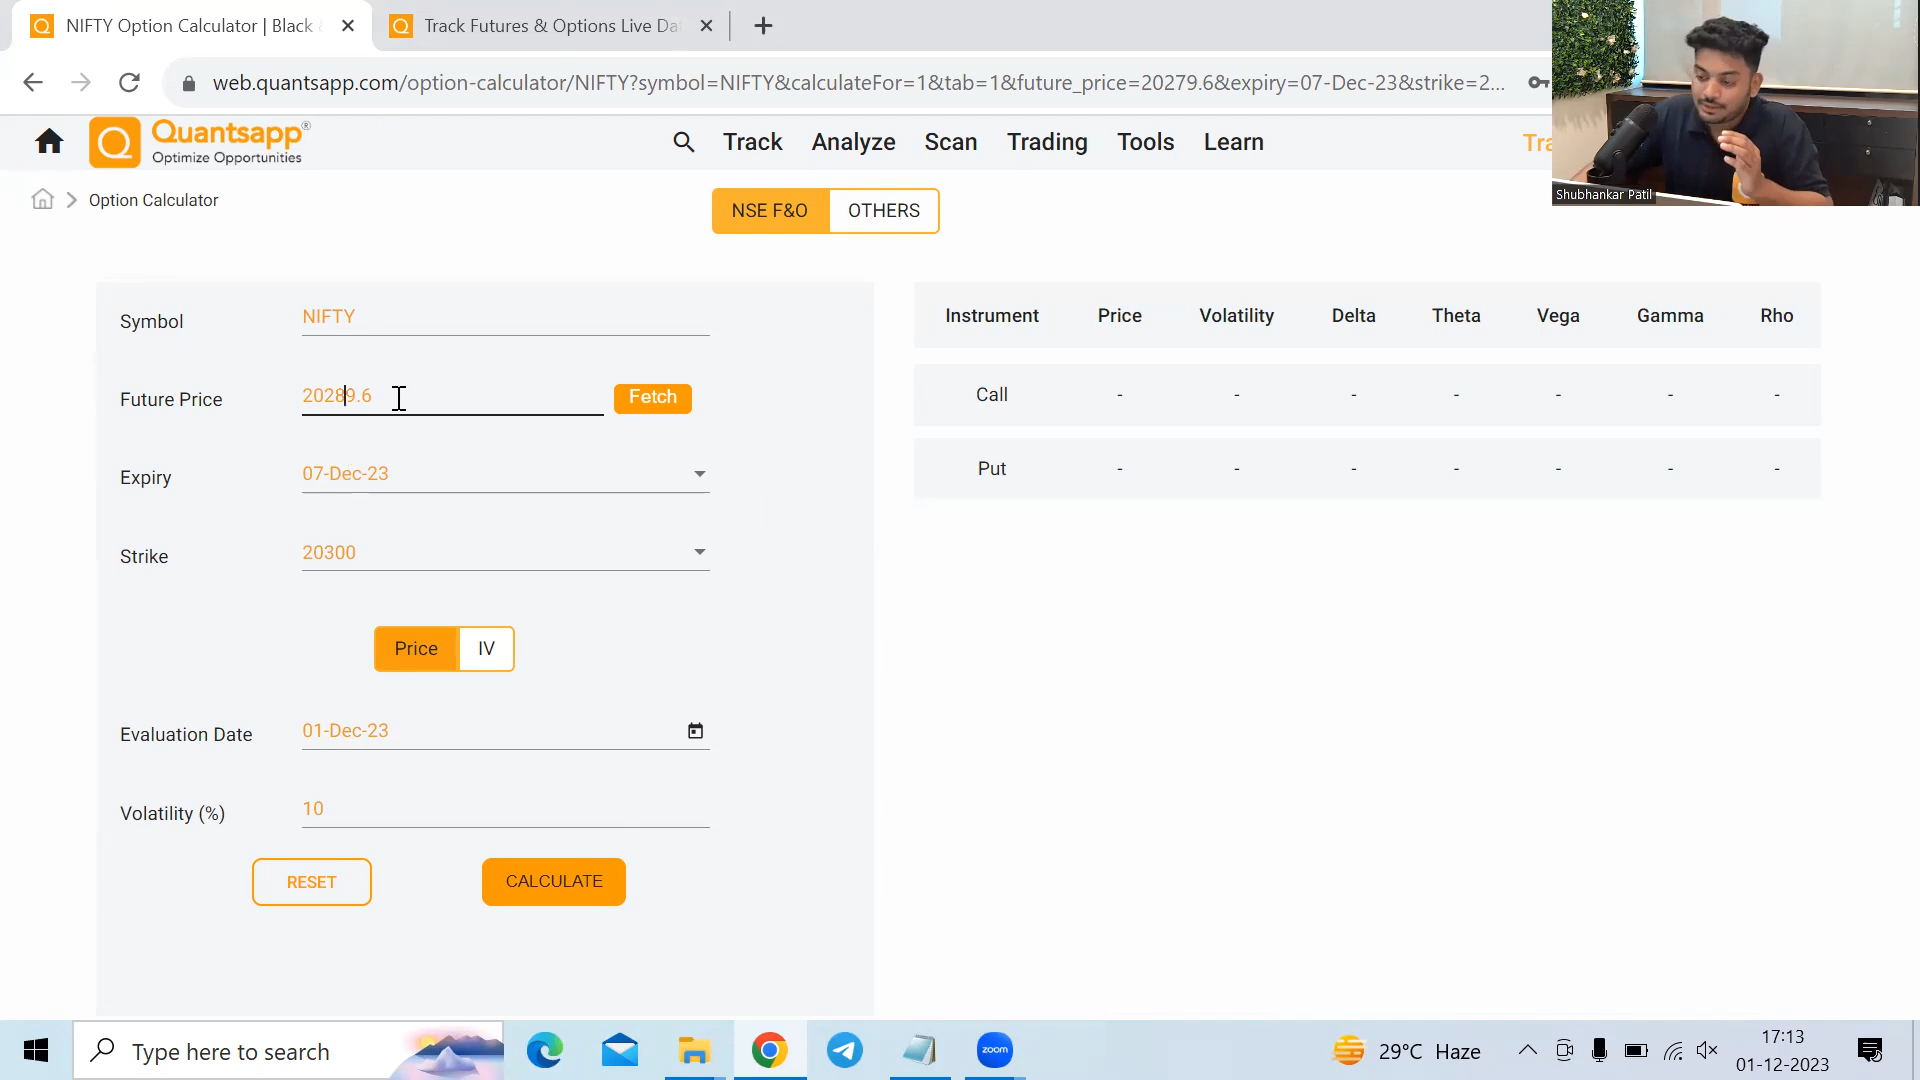 NIFTY Option Calculator | Black
Track Futures & Options Live Da
web.quantsapp.com/option-calculator/NIFTY?symbol=NIFTY&calculateFor=1&tab=1&future_price=20279.6&expiry=07-Dec-23&strike=2...
Quantsapp®
Optimize Opportunities
Track Analyze Scan Trading Tools Learn
Tra
Shubhankar Patil
Option Calculator
NSE F&O OTHERS
Symbol NIFTY
Future Price 20289.6 Fetch
Expiry 07-Dec-23
Strike 20300
Price IV
Evaluation Date 01-Dec-23
Volatility (%) 10
RESET CALCULATE
Instrument Price Volatility Delta Theta Vega Gamma Rho
Call - - - - - - -
Put - - - - - - -
Type here to search
zoom
29°C Haze
17:13
01-12-2023